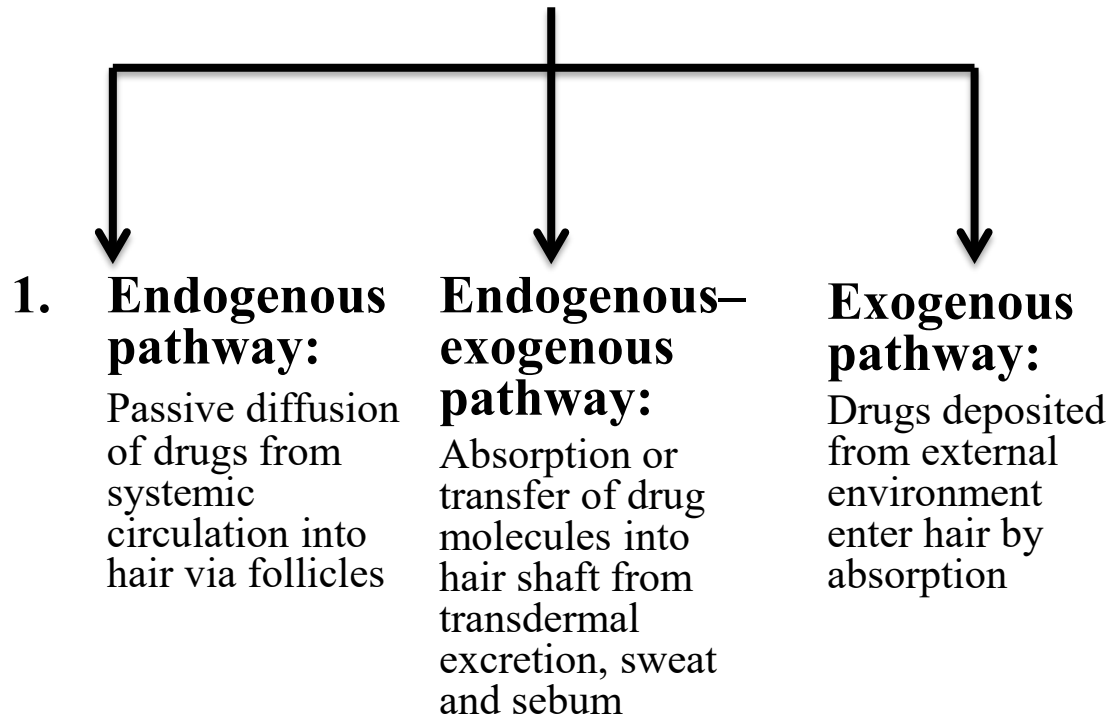 1. Endogenous
pathway:
Passive diffusion
of drugs from
systemic
circulation into
hair via follicles
Endogenous–
exogenous
pathway:
Absorption or
transfer of drug
molecules into
hair shaft from
transdermal
excretion, sweat
and sebum
Exogenous
pathway:
Drugs deposited
from external
environment
enter hair by
absorption